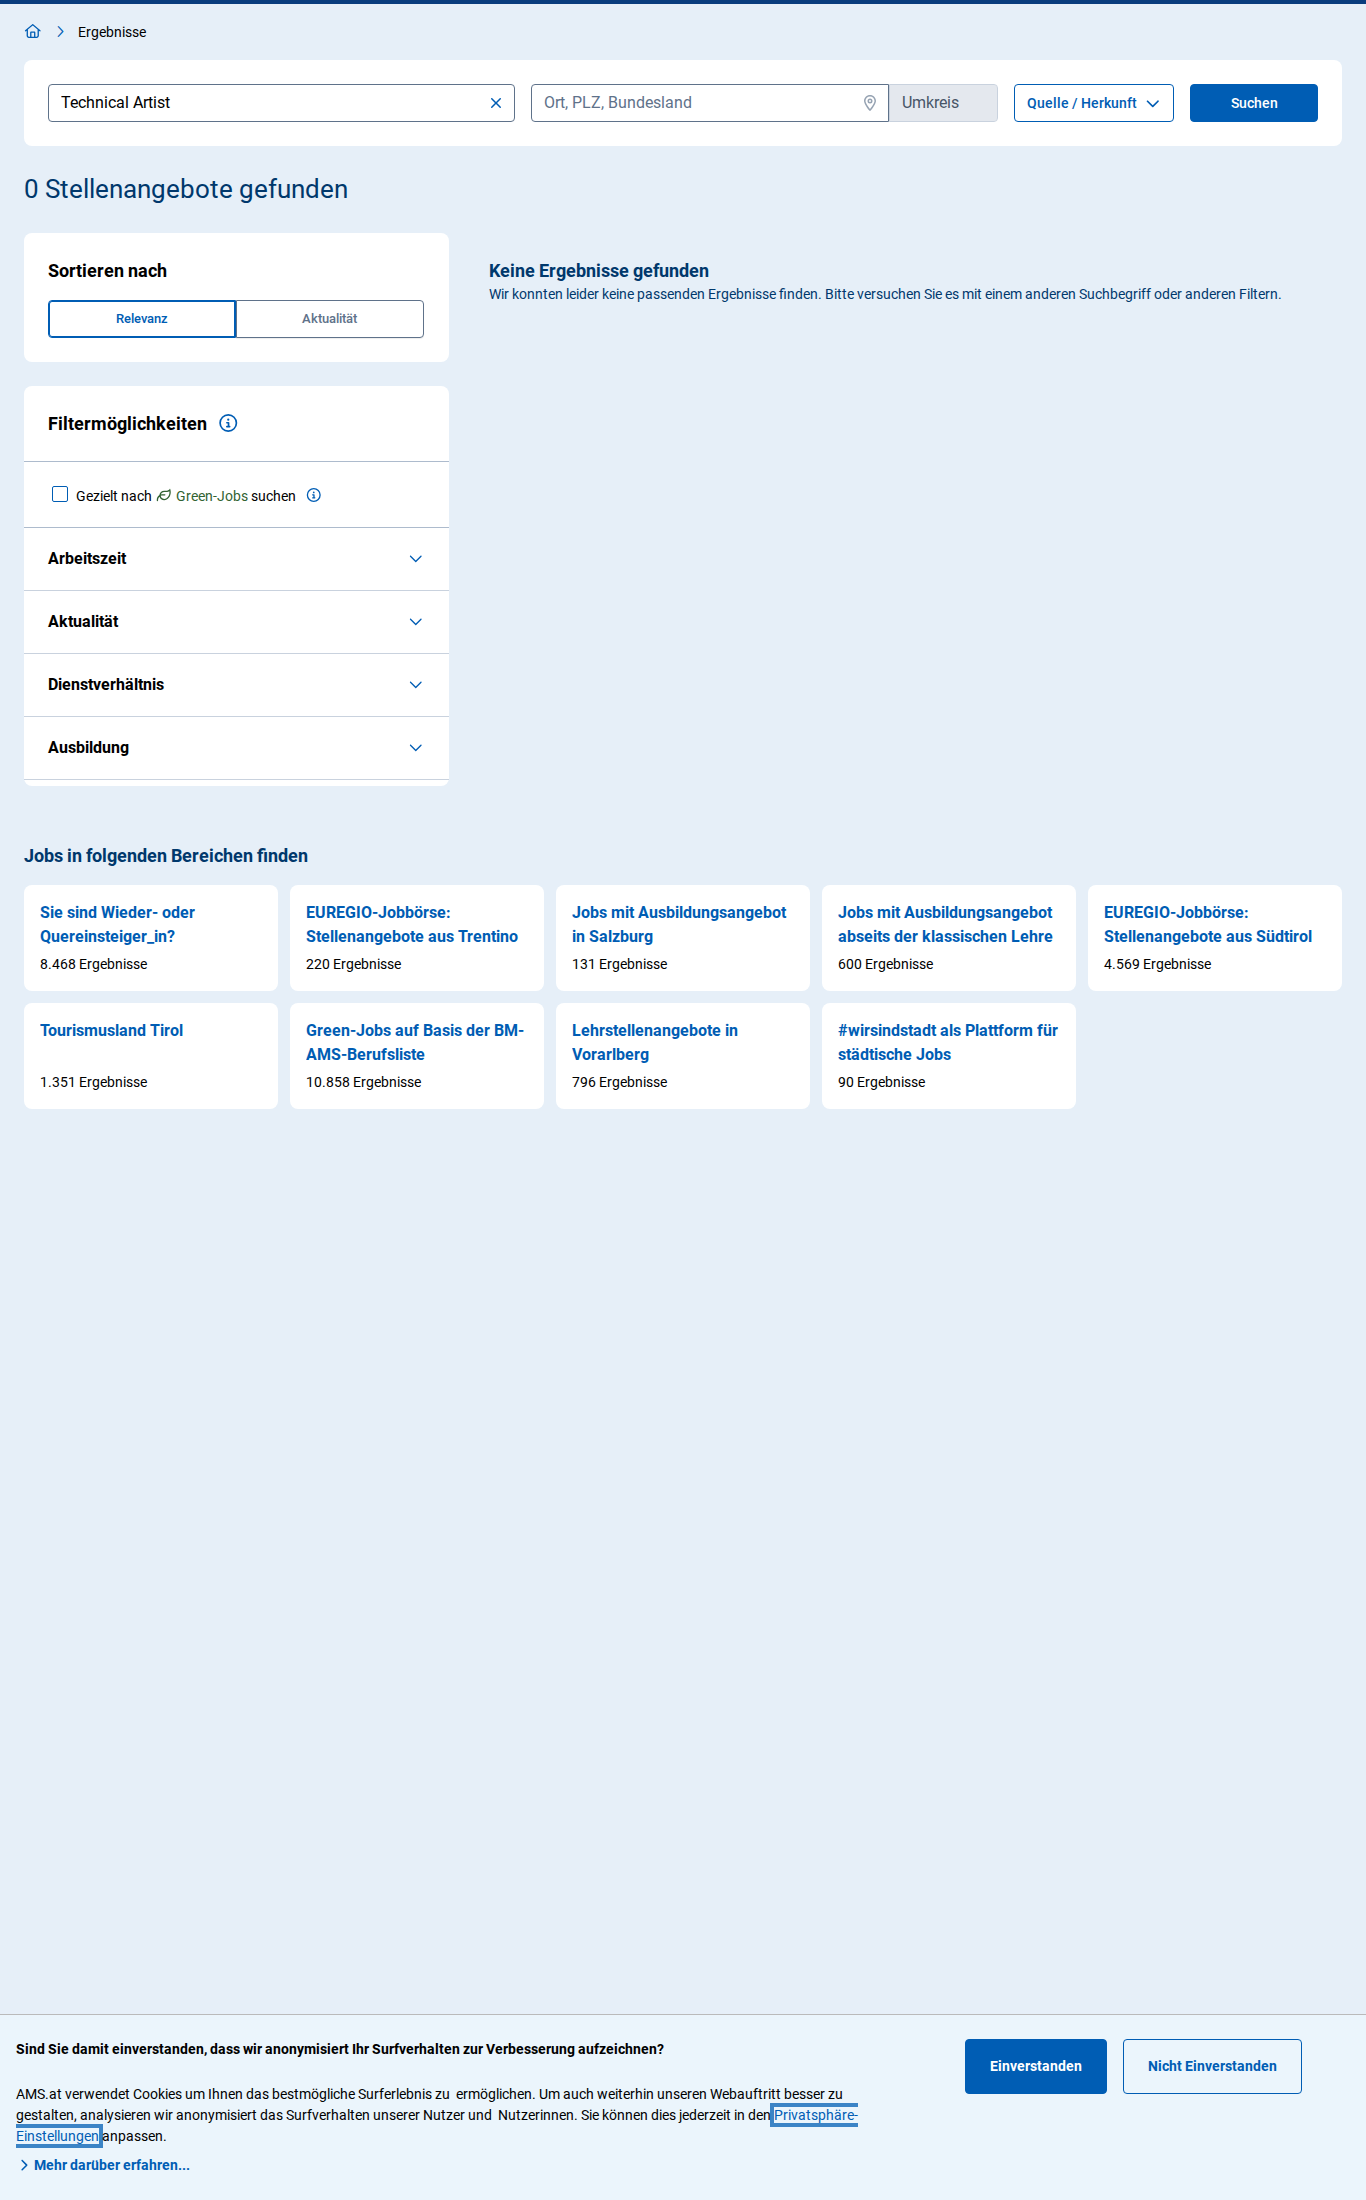 Ergebnisse
Technical Artist
Ort, PLZ, Bundesland
Umkreis
Quelle / Herkunft
Suchen
0 Stellenangebote gefunden
Sortieren nach
Relevanz
Aktualität
Keine Ergebnisse gefunden
Wir konnten leider keine passenden Ergebnisse finden. Bitte versuchen Sie es mit einem anderen Suchbegriff oder anderen Filtern.
Filtermöglichkeiten
Gezielt nach Green-Jobs suchen
Arbeitszeit
Aktualität
Dienstverhältnis
Ausbildung
Jobs in folgenden Bereichen finden
Sie sind Wieder- oder
Quereinsteiger_in?
8.468 Ergebnisse
EUREGIO-Jobbörse:
Stellenangebote aus Trentino
220 Ergebnisse
Jobs mit Ausbildungsangebot
in Salzburg
131 Ergebnisse
Jobs mit Ausbildungsangebot
abseits der klassischen Lehre
600 Ergebnisse
EUREGIO-Jobbörse:
Stellenangebote aus Südtirol
4.569 Ergebnisse
Tourismusland Tirol
1.351 Ergebnisse
Green-Jobs auf Basis der BM-
AMS-Berufsliste
10.858 Ergebnisse
Lehrstellenangebote in
Vorarlberg
796 Ergebnisse
#wirsindstadt als Plattform für
städtische Jobs
90 Ergebnisse
Sind Sie damit einverstanden, dass wir anonymisiert Ihr Surfverhalten zur Verbesserung aufzeichnen?
AMS.at verwendet Cookies um Ihnen das bestmögliche Surferlebnis zu ermöglichen. Um auch weiterhin unseren Webauftritt besser zu
gestalten, analysieren wir anonymisiert das Surfverhalten unserer Nutzer und Nutzerinnen. Sie können dies jederzeit in den Privatsphäre-
Einstellungen anpassen.
Mehr darüber erfahren...
Einverstanden
Nicht Einverstanden